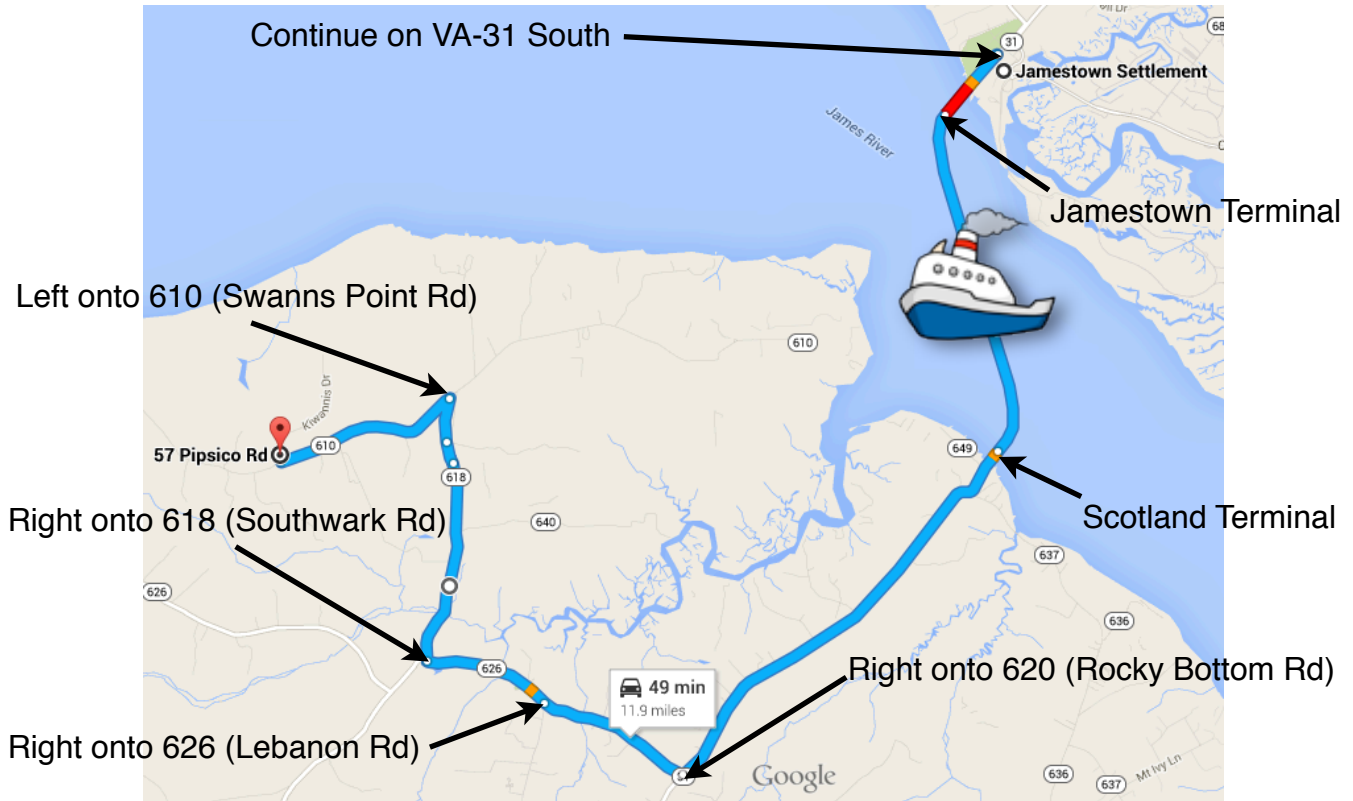 Continue on VA-31 South
31
68
Jamestown Settlement
James River
Jamestown Terminal
Left onto 610 (Swanns Point Rd)
610
Kiwannis Dr
610
57 Pipsico Rd
649
618
Scotland Terminal
Right onto 618 (Southwark Rd)
640
637
626
636
626
Right onto 620 (Rocky Bottom Rd)
49 min
11.9 miles
Right onto 626 (Lebanon Rd)
Google
636
637
Mt Ivy Ln